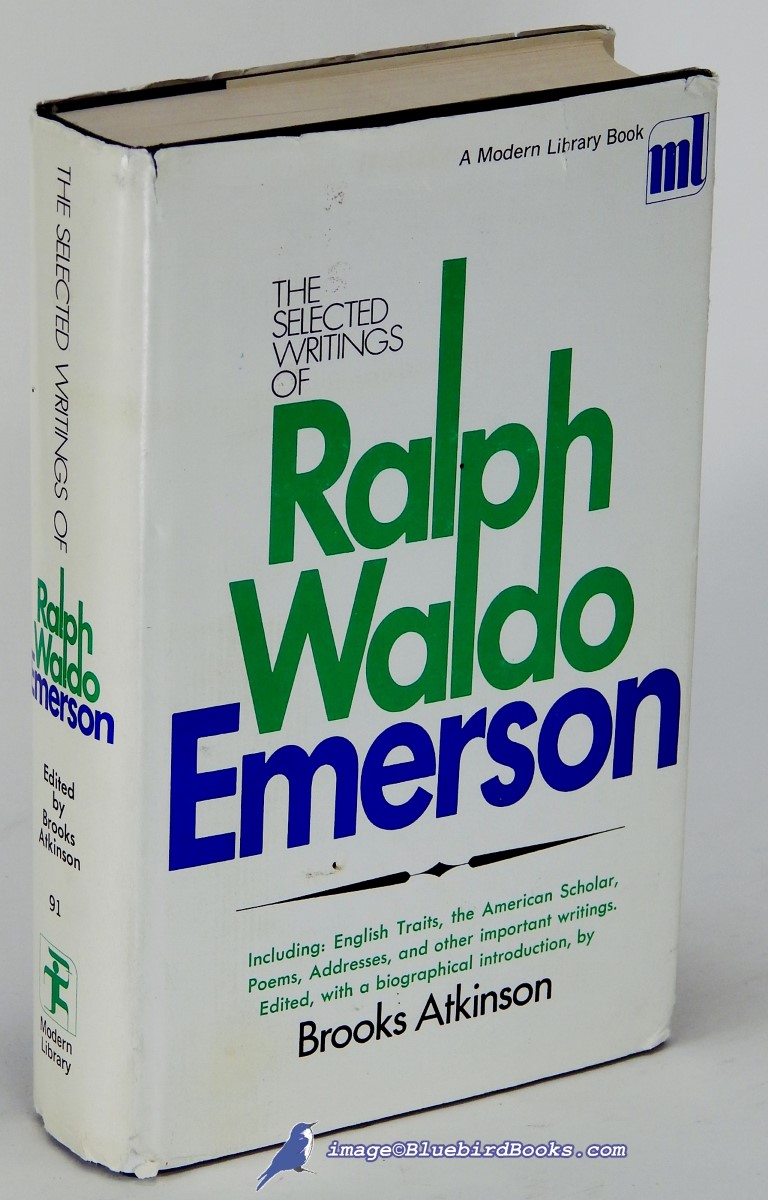 A Modern Library Book
ml
THE
SELECTED
WRITINGS
OF
Ralph
Waldo
Emerson
Including: English Traits, the American Scholar,
Poems, Addresses, and other important writings.
Edited, with a biographical introduction, by
Brooks Atkinson
THE SELECTED WRITINGS OF
Ralph
Waldo
Emerson
Edited
by
Brooks
Atkinson
91
Modern
Library
image©BluebirdBooks.com